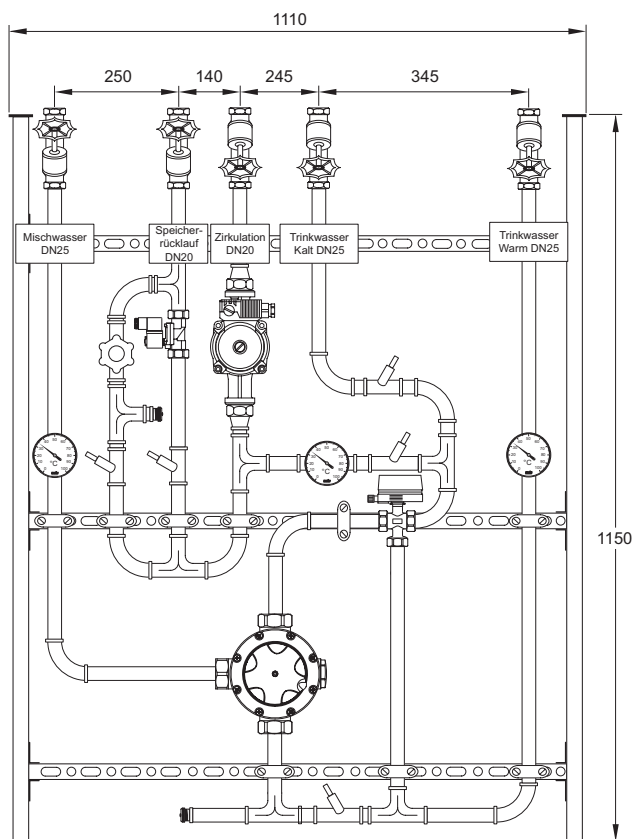 1110
250
140
245
345
Mischwasser
DN25
Speicher-
rücklauf
DN20
Zirkulation
DN20
Trinkwasser
Kalt DN25
Trinkwasser
Warm DN25
°C
°C
°C
1150